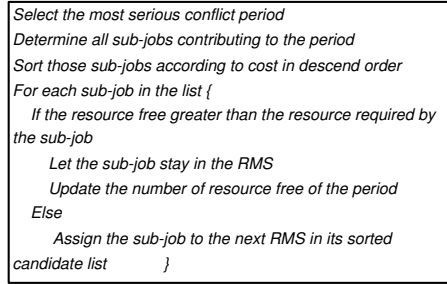 Select the most serious conflict period
Determine all sub-jobs contributing to the period
Sort those sub-jobs according to cost in descend order
For each sub-job in the list {
If the resource free greater than the resource required by
the sub-job
Let the sub-job stay in the RMS
Update the number of resource free of the period
Else
Assign the sub-job to the next RMS in its sorted
candidate list }